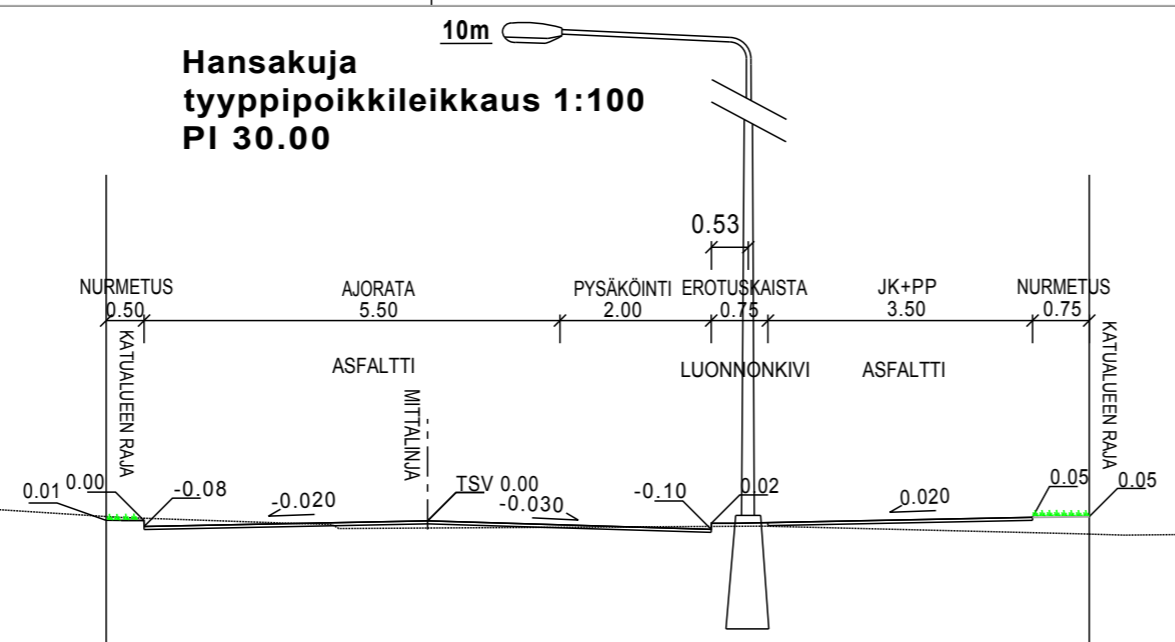 10m
Hansakuja
tyyppipoikkileikkaus 1:100
Pl 30.00
0.53
NURMETUS AJORATA PYSÄKÖINTI EROTUSKAISTA JK+PP NURMETUS
0.50 5.50 2.00 0.75 3.50 0.75
KATUALUEEN RAJA
ASFALTTI
LUONNONKIVI
ASFALTTI
KATUALUEEN RAJA
MITTALINJA
0.01
0.00
-0.08
-0.020
TSV 0.00
-0.030
-0.10
0.02
0.020
0.05
0.05